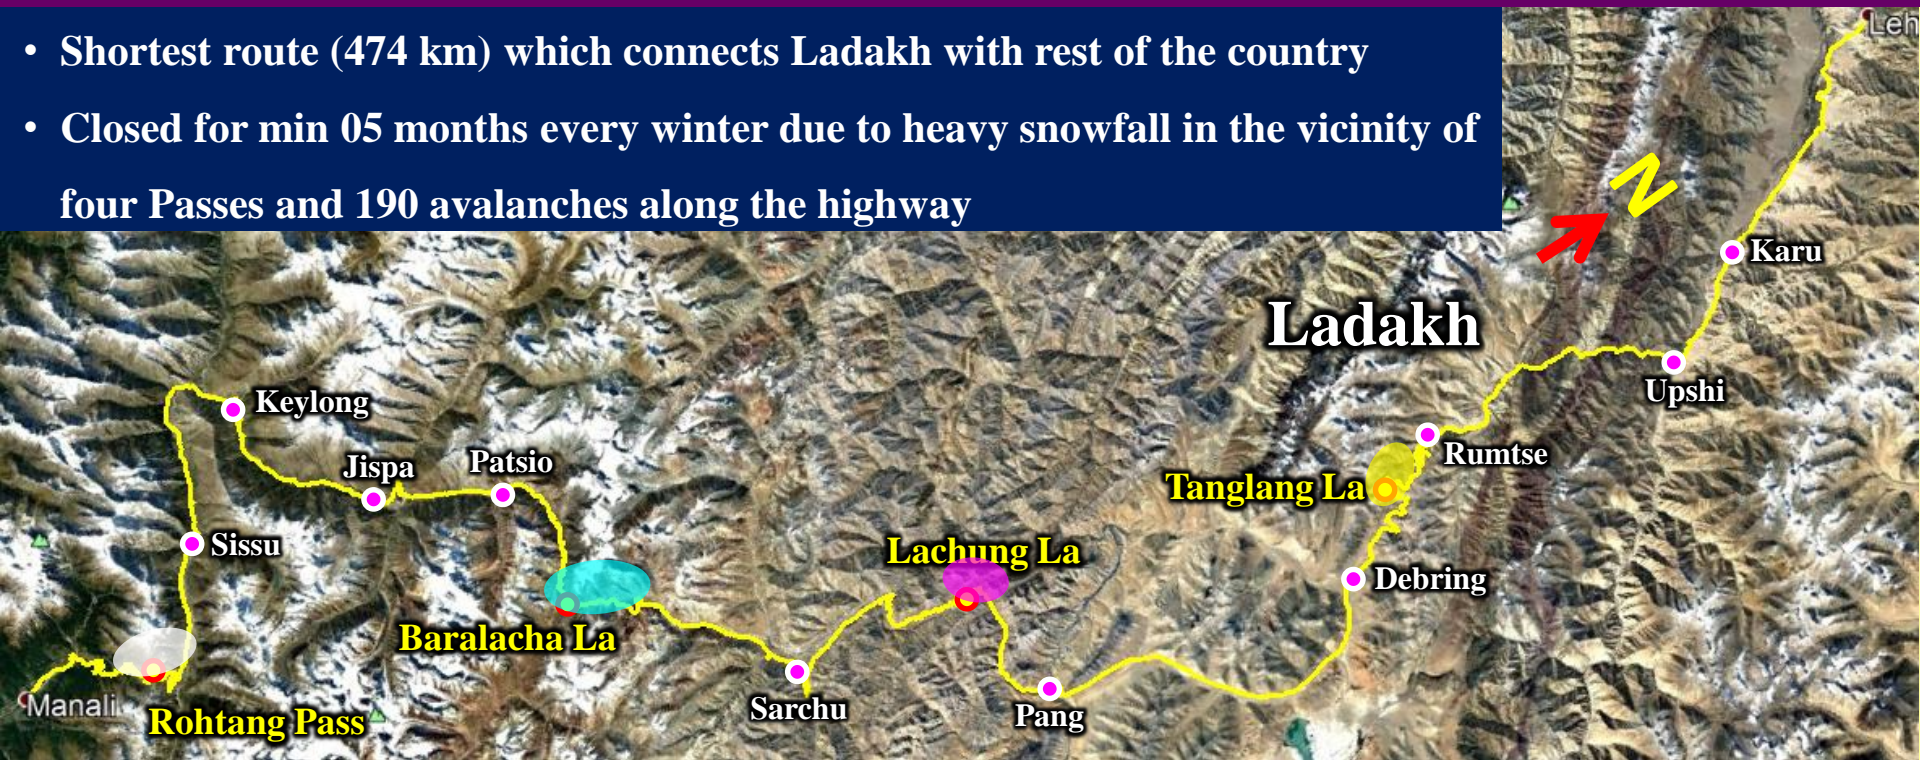 • Shortest route (474 km) which connects Ladakh with rest of the country
• Closed for min 05 months every winter due to heavy snowfall in the vicinity of
four Passes and 190 avalanches along the highway
Leh
N
Karu
Ladakh
Upshi
Keylong
Jispa
Patsio
Rumtse
Tanglang La
Sissu
Lachung La
Debring
Baralacha La
Manali
Rohtang Pass
Sarchu
Pang